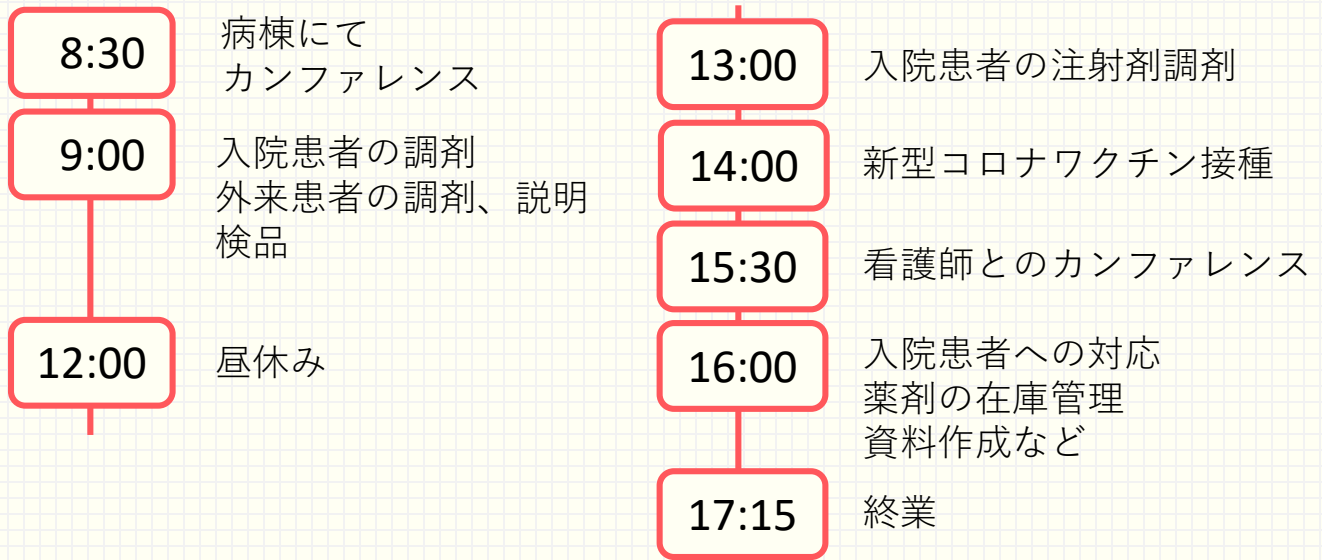 8:30
病棟にて
カンファレンス
9:00
入院患者の調剤
外来患者の調剤、説明
検品
12:00
昼休み
13:00
入院患者の注射剤調剤
14:00
新型コロナワクチン接種
15:30
看護師とのカンファレンス
16:00
入院患者への対応
薬剤の在庫管理
資料作成など
17:15
終業